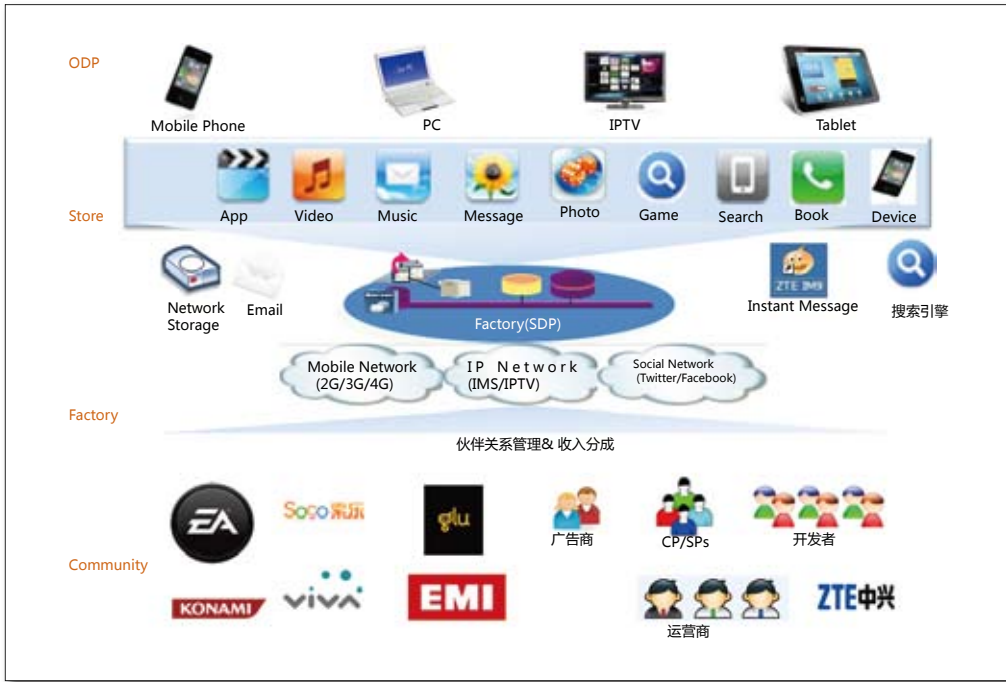 ODP
Mobile Phone
PC
IPTV
Tablet
Store
App
Video
Music
Message
Photo
Game
Search
Book
Device
Network
Storage
Email
ZTE IM9
Instant Message
搜索引擎
Factory(SDP)
Mobile Network
(2G/3G/4G)
IP Network
(IMS/IPTV)
Social Network
(Twitter/Facebook)
Factory
伙伴关系管理& 收入分成
EA
Sogo索乐
glu
广告商
CP/SPs
开发者
Community
KONAMI
viva
EMI
运营商
ZTE中兴